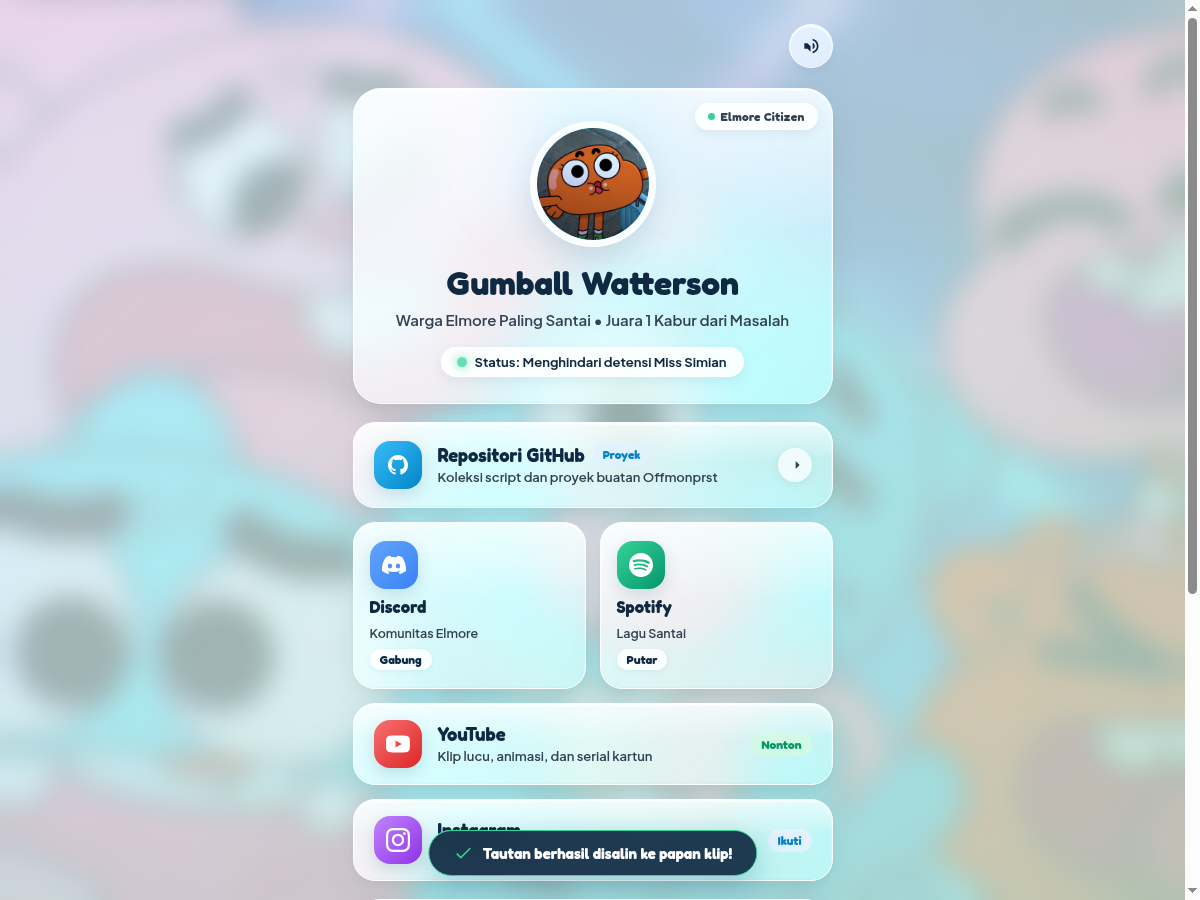 Elmore Citizen
Gumball Watterson
Warga Elmore Paling Santai • Juara 1 Kabur dari Masalah
Status: Menghindari detensi Miss Simian
Repositori GitHub Proyek
Koleksi script dan proyek buatan Offmonprst
Discord
Komunitas Elmore
Gabung
Spotify
Lagu Santai
Putar
YouTube
Klip lucu, animasi, dan serial kartun
Nonton
Instagram
Ikuti
Tautan berhasil disalin ke papan klip!